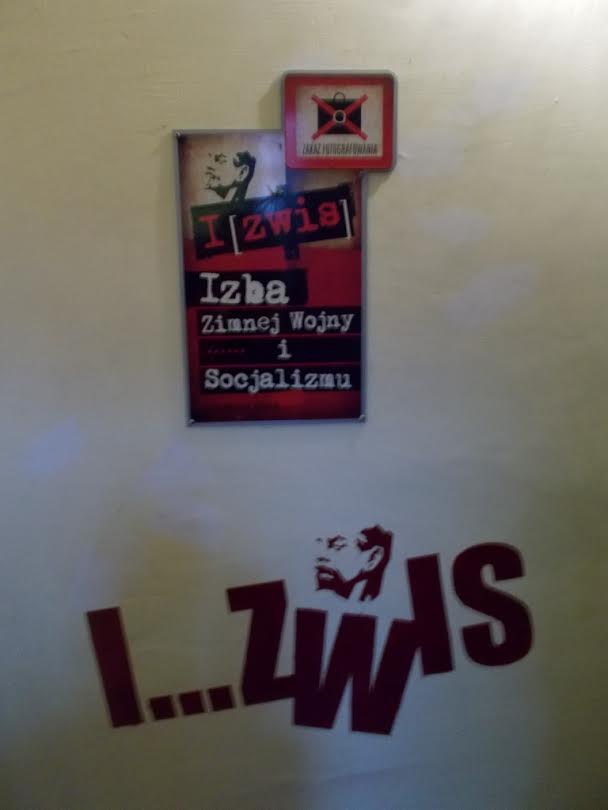 ZAKAZ FOTOGRAFOWANIA
I [zwis]
Izba
Zimnej Wojny
i
Socjalizmu
I...ZWIS